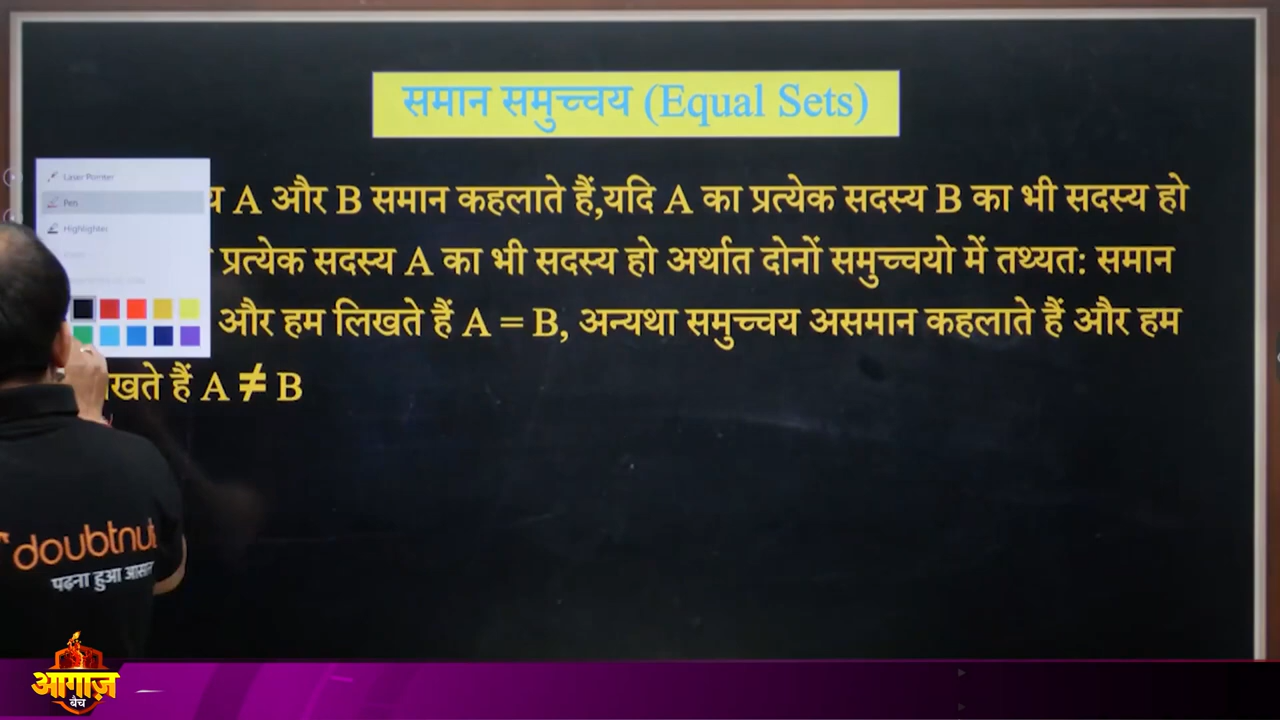 समान समुच्चय (Equal Sets)
य A और B समान कहलाते हैं,यदि A का प्रत्येक सदस्य B का भी सदस्य हो
प्रत्येक सदस्य A का भी सदस्य हो अर्थात दोनों समुच्चयो में तथ्यत: समान
और हम लिखते हैं A = B, अन्यथा समुच्चय असमान कहलाते हैं और हम
खते हैं A ≠ B
Laser Pointer
Pen
Highlighter
doubtnut
पढ़ना हुआ आसान
आगाज़
बैच